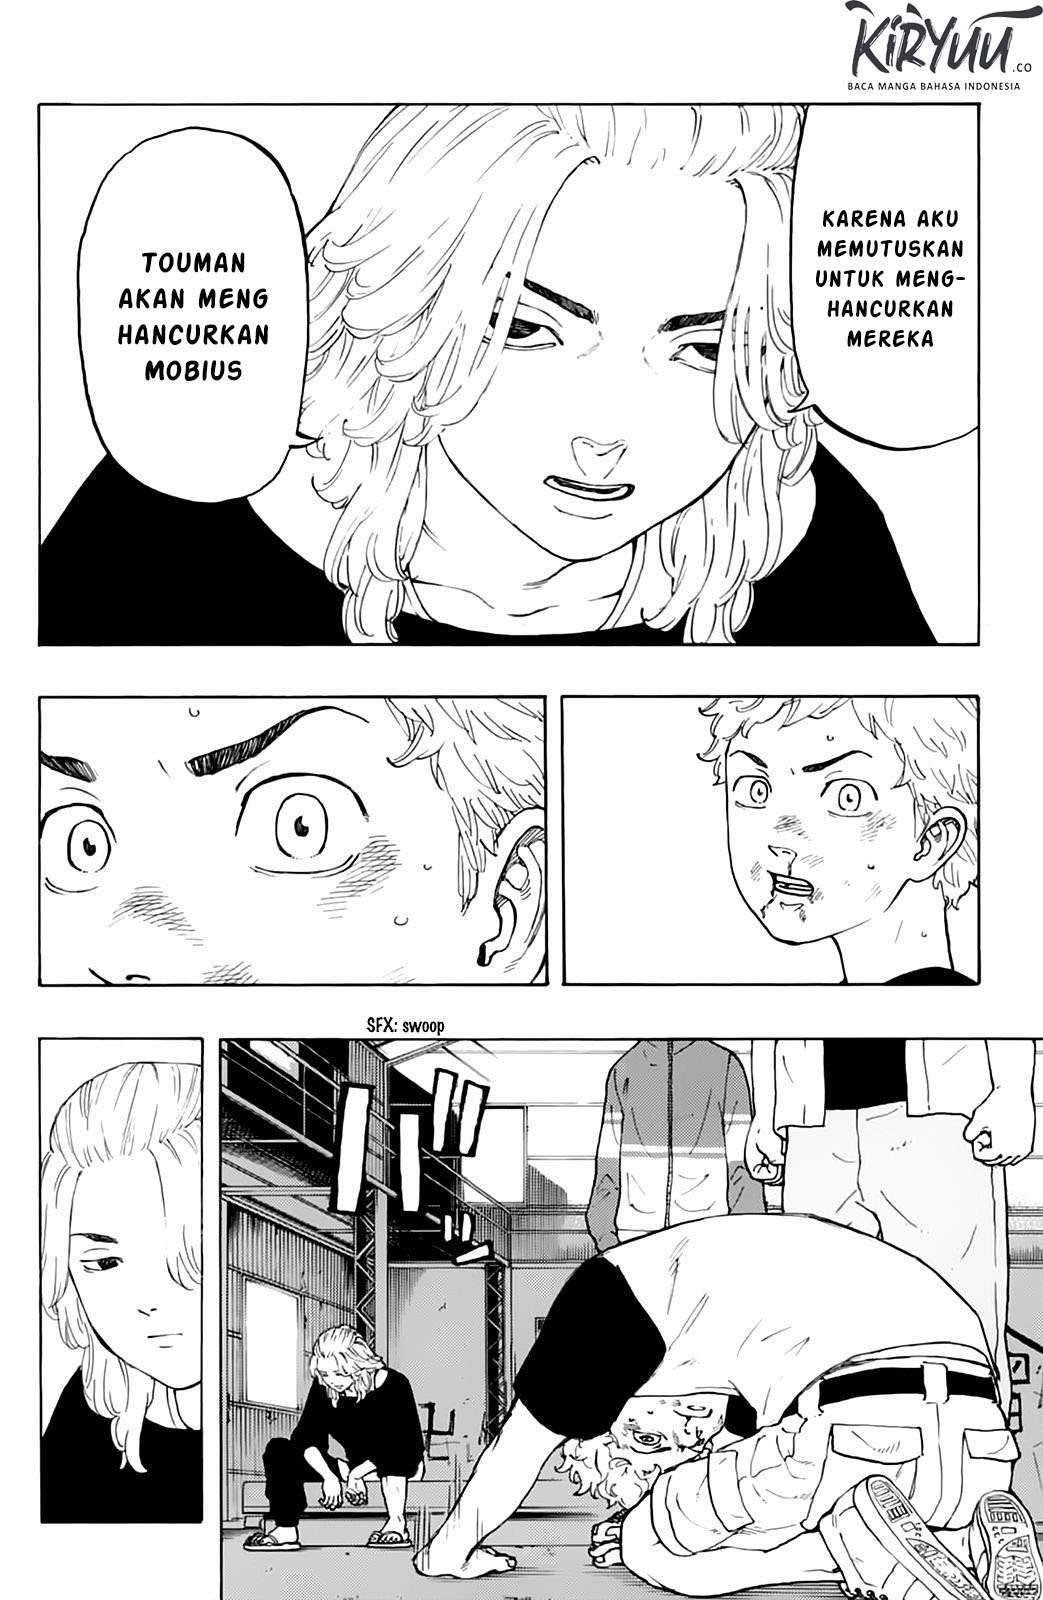 KIRYUU.CO
BACA MANGA BAHASA INDONESIA
KARENA AKU
MEMUTUSKAN
UNTUK MENG-
HANCURKAN
MEREKA
TOUMAN
AKAN MENG
HANCURKAN
MOBIUS
SFX: swoop